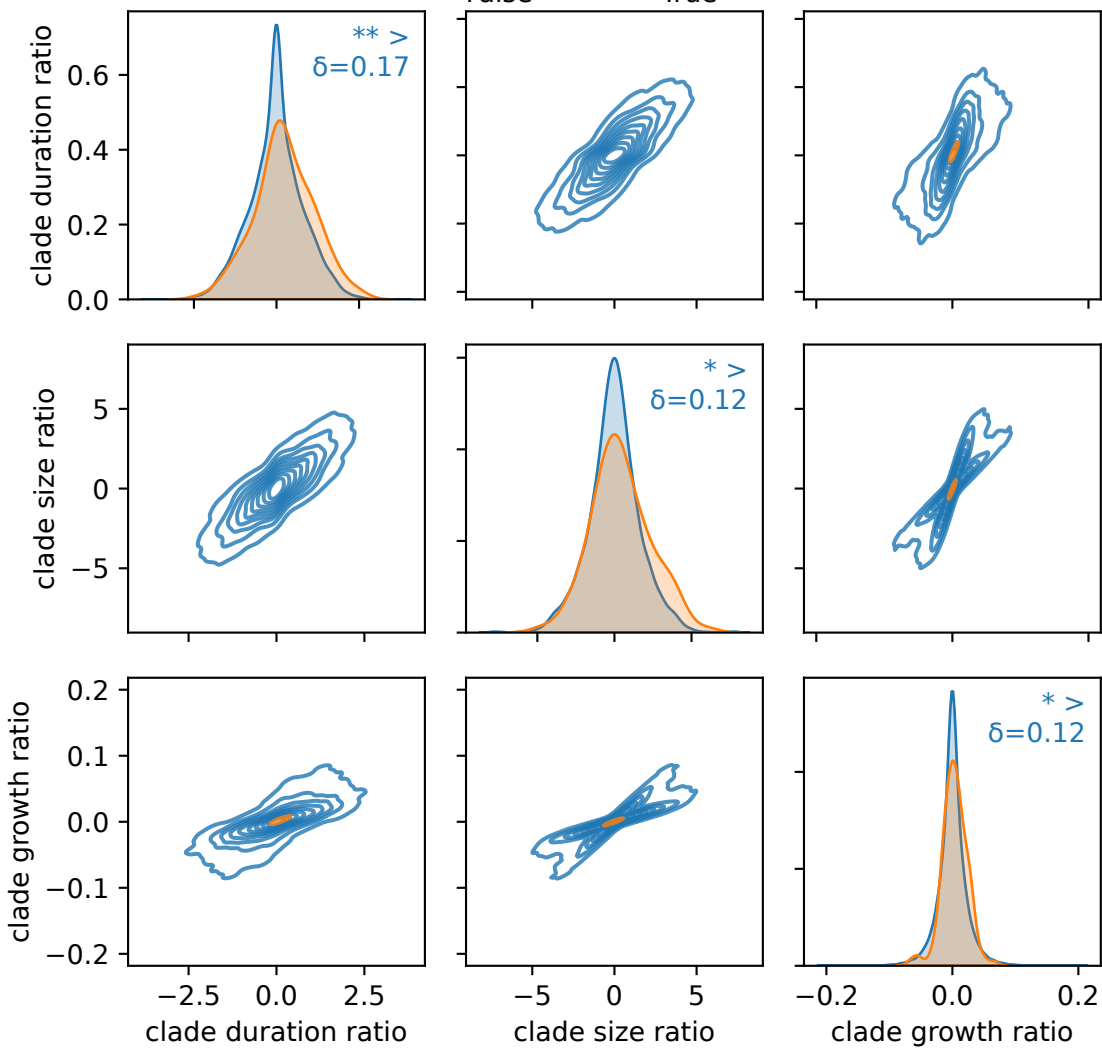 clade duration ratio
0.6
0.4
0.2
0.0
** >
δ=0.17
clade size ratio
5
0
−5
* >
δ=0.12
clade growth ratio
0.2
0.1
0.0
−0.1
−0.2
* >
δ=0.12
−2.5 0.0 2.5
clade duration ratio
−5 0 5
clade size ratio
−0.2 0.0 0.2
clade growth ratio